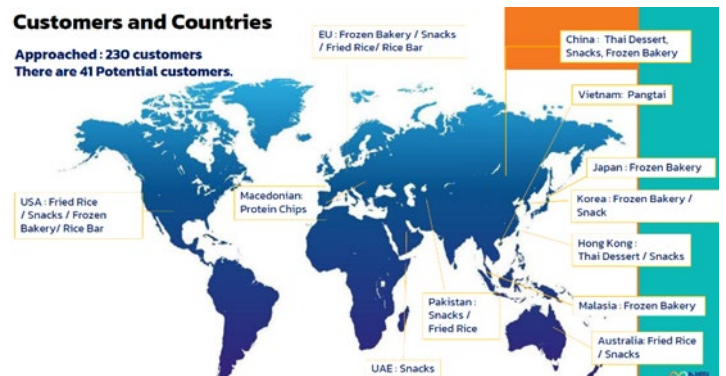 Customers and Countries
Approached : 230 customers
There are 41 Potential customers.
EU : Frozen Bakery / Snacks
/ Fried Rice/ Rice Bar
China : Thai Dessert,
Snacks, Frozen Bakery
Vietnam: Pangtai
Japan : Frozen Bakery
USA : Fried Rice
/ Snacks / Frozen
Bakery/ Rice Bar
Macedonian:
Protein Chips
Korea : Frozen Bakery /
Snack
Hong Kong :
Thai Dessert / Snacks
Pakistan :
Snacks /
Fried Rice
Malasia : Frozen Bakery
Australia: Fried Rice
/ Snacks
UAE : Snacks